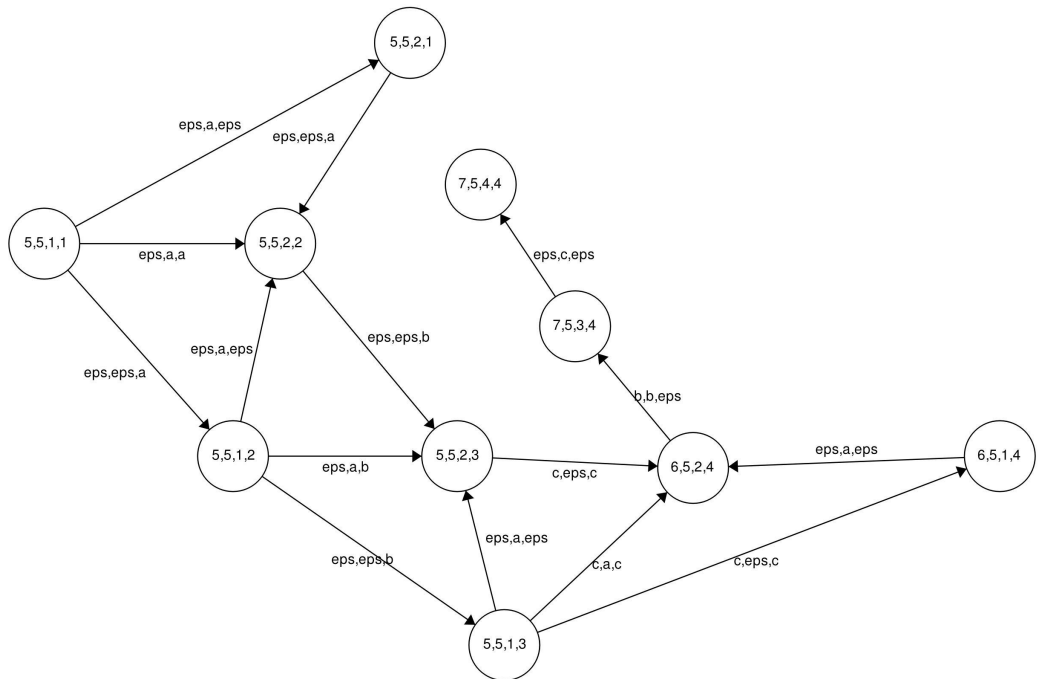 5,5,2,1
eps,a,eps
eps,eps,a
7,5,4,4
5,5,1,1
eps,a,a
5,5,2,2
eps,c,eps
7,5,3,4
eps,eps,b
eps,a,eps
eps,eps,a
b,b,eps
5,5,1,2
eps,a,b
5,5,2,3
c,eps,c
6,5,2,4
eps,a,eps
6,5,1,4
eps,a,eps
eps,eps,b
c,a,c
c,eps,c
5,5,1,3